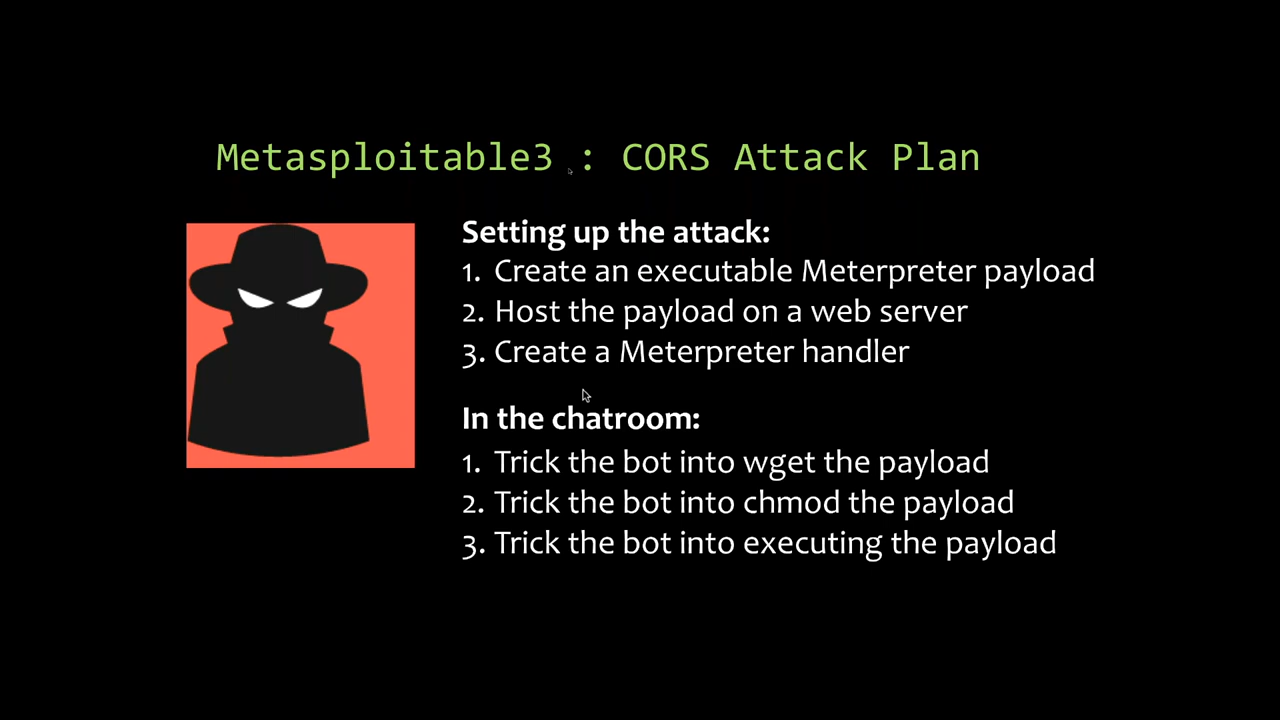 Metasploitable3 : CORS Attack Plan
Setting up the attack:
1. Create an executable Meterpreter payload
2. Host the payload on a web server
3. Create a Meterpreter handler
In the chatroom:
1. Trick the bot into wget the payload
2. Trick the bot into chmod the payload
3. Trick the bot into executing the payload